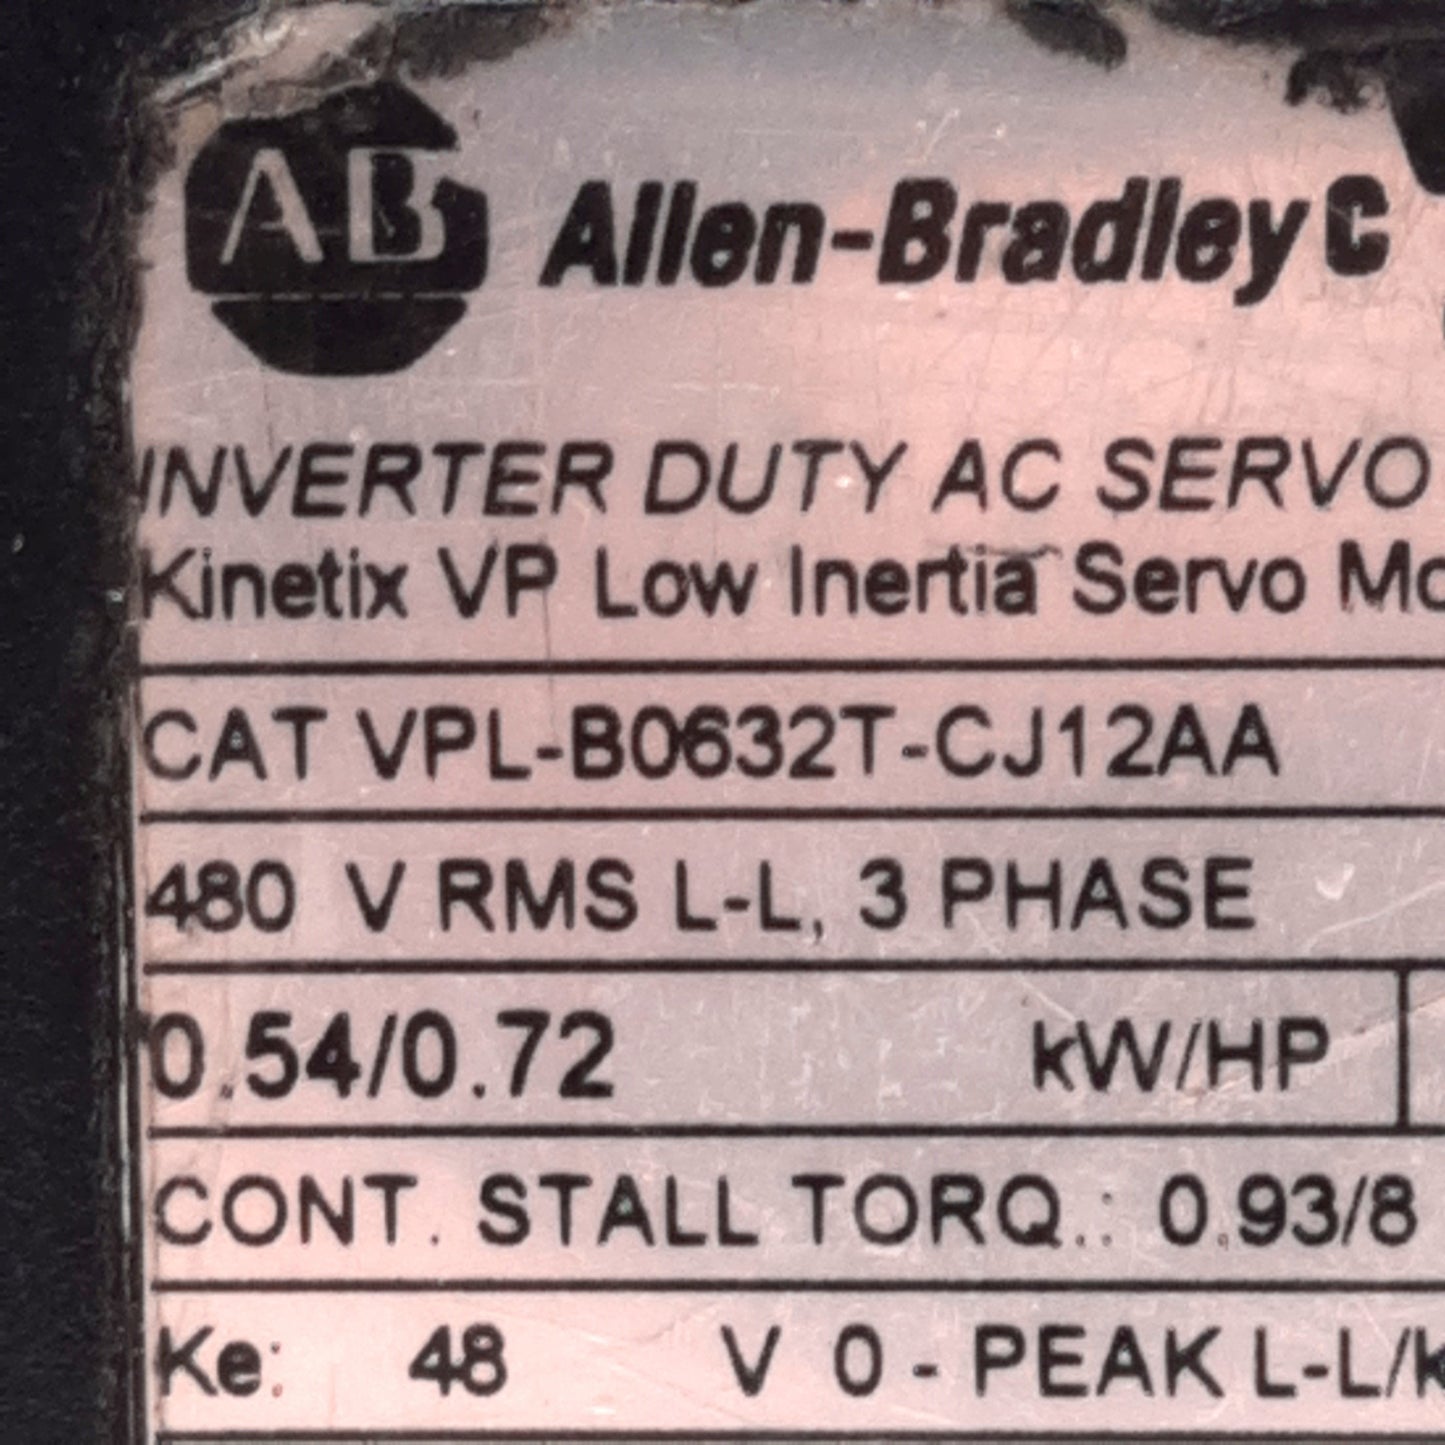 AB Allen-Bradley
INVERTER DUTY AC SERVO
Kinetix VP Low Inertia Servo
CAT VPL-B0632T-CJ12AA
480 V RMS L-L, 3 PHASE
0.54/0.72 kW/HP
CONT. STALL TORQ.: 0.93/8
Ke: 48 V 0 - PEAK L-L/k